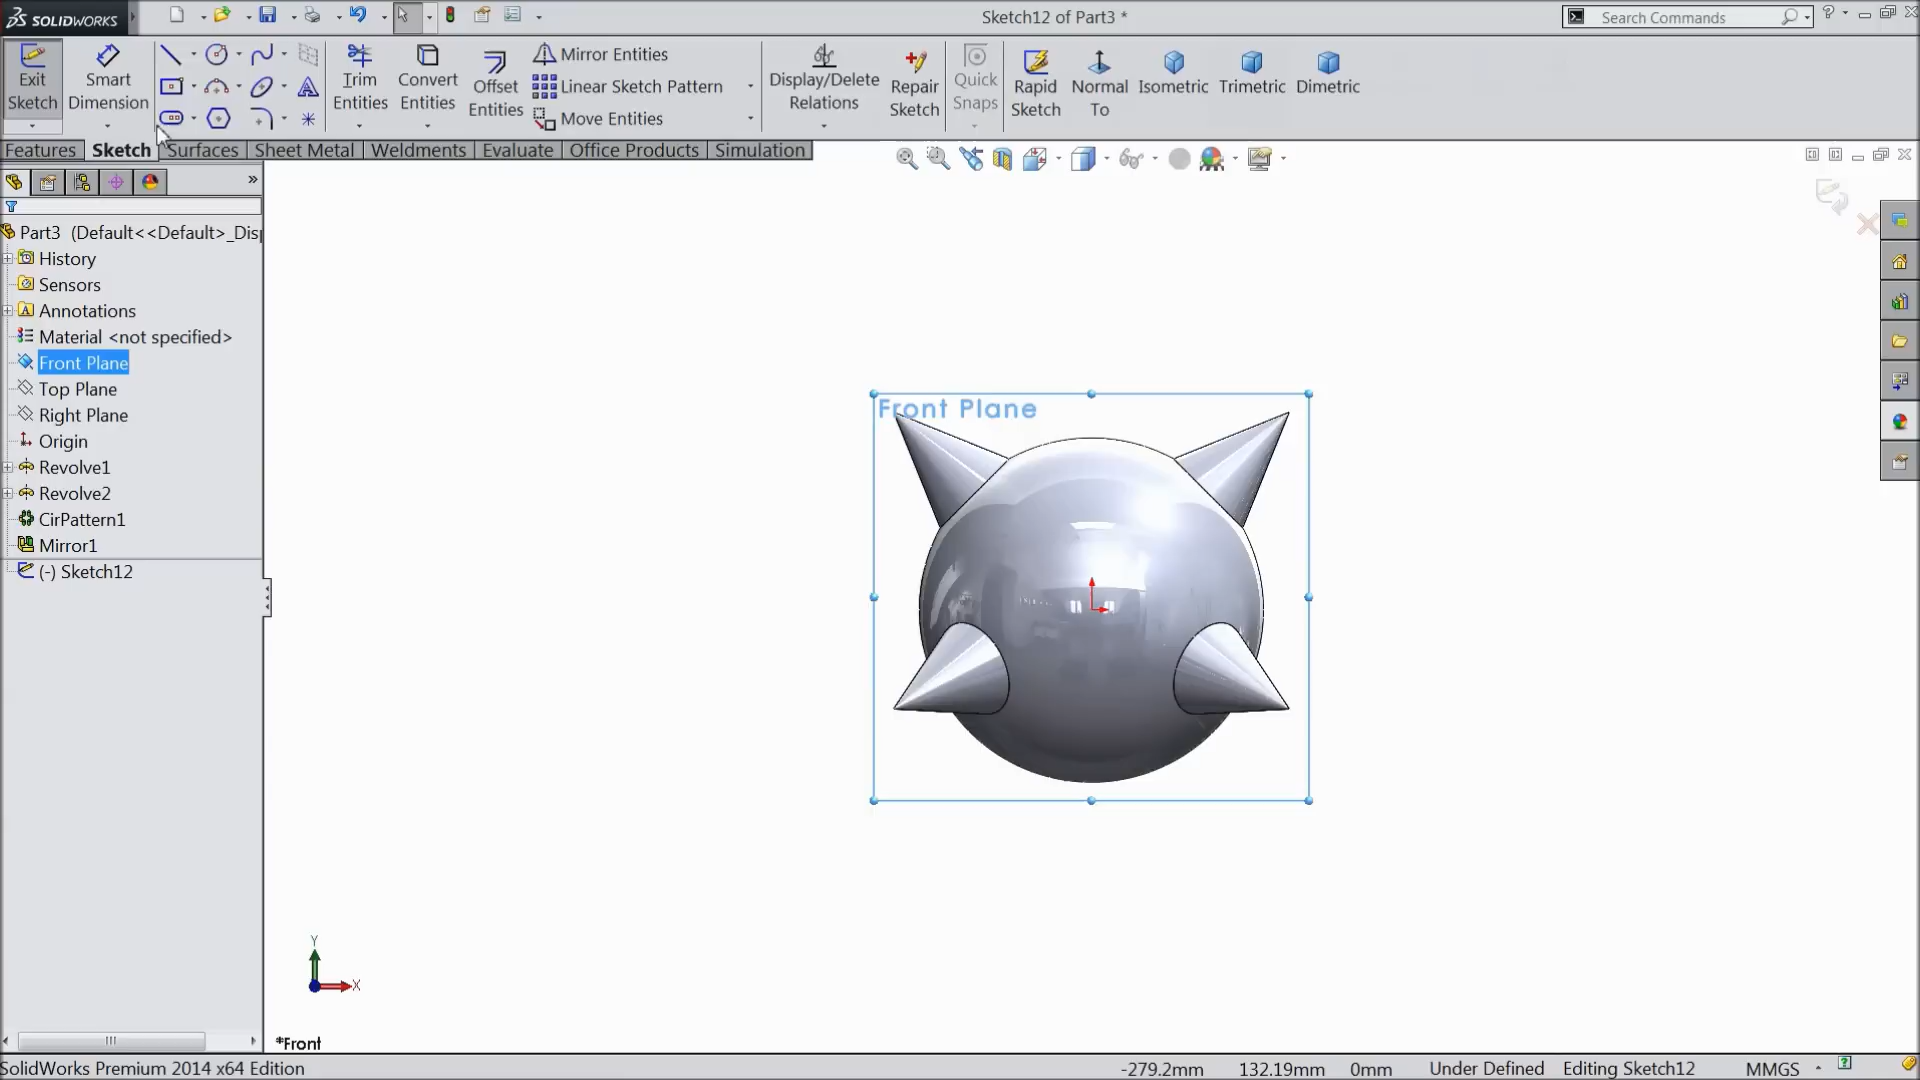 SOLIDWORKS
Sketch12 of Part3 *
Search Commands
Exit Sketch
Smart Dimension
Trim Entities
Convert Entities
Offset Entities
Mirror Entities
Linear Sketch Pattern
Move Entities
Display/Delete Relations
Repair Sketch
Quick Snaps
Rapid Sketch
Normal To
Isometric
Trimetric
Dimetric
Features Sketch Surfaces Sheet Metal Weldments Evaluate Office Products Simulation
Part3 (Default<<Default>_Disp
History
Sensors
Annotations
Material <not specified>
Front Plane
Top Plane
Right Plane
Origin
Revolve1
Revolve2
CirPattern1
Mirror1
(-) Sketch12
Front Plane
Y
X
*Front
SolidWorks Premium 2014 x64 Edition
-279.2mm 132.19mm 0mm Under Defined Editing Sketch12 MMGS